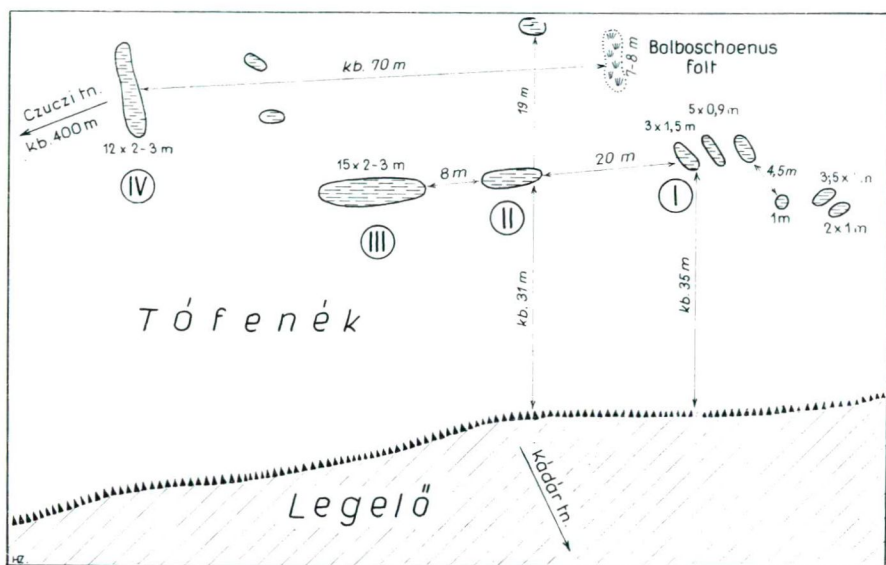 Bolboschoenus
folt
7-8 m
kb. 70 m
Czuczi tn.
kb. 400 m
19 m
5 x 0,9 m
3 x 1,5 m
12 x 2-3 m
15 x 2-3 m
8 m
20 m
4,5 m
1 m
2 x 1 m
IV
III
II
I
kb. 31 m
kb. 35 m
Tófenék
Legelő
Kádár tn.
HZ.